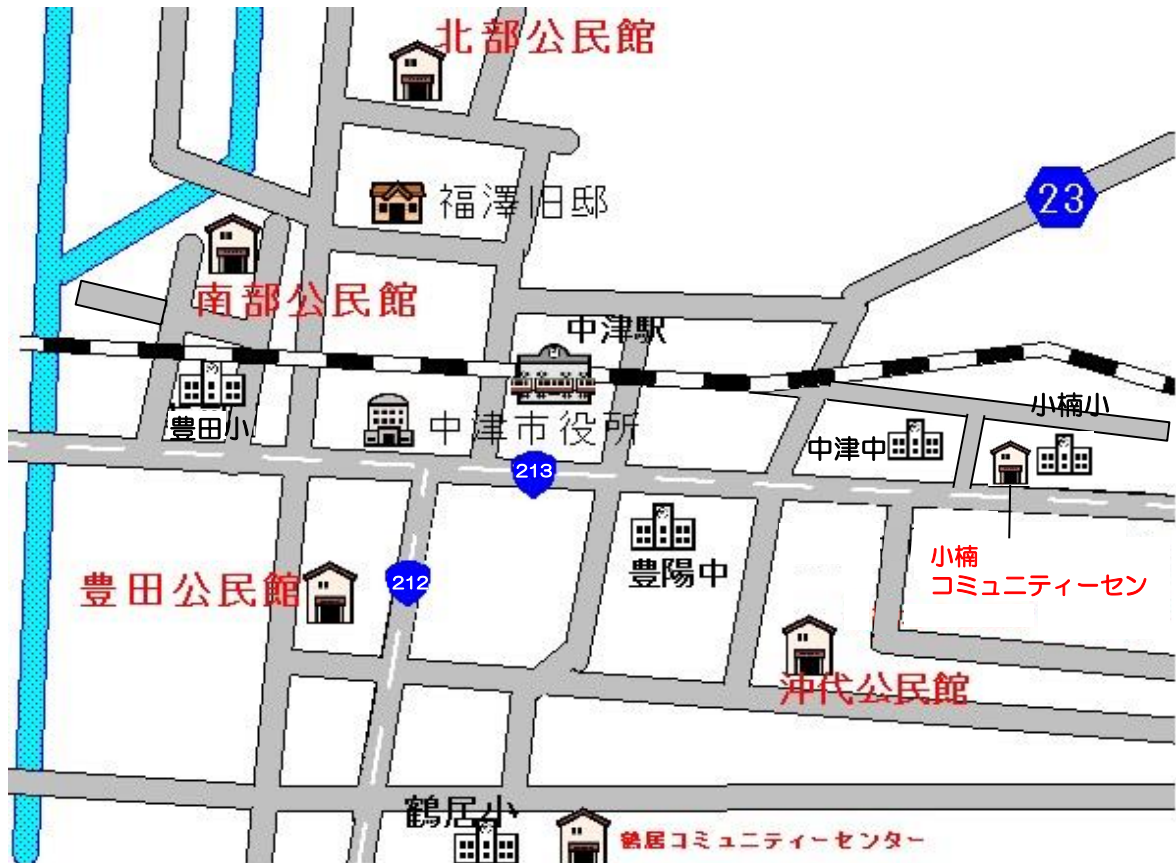 北部公民館
23
福澤旧邸
南部公民館
中津駅
豊田小
中津市役所
小楠小
中津中
213
豊陽中
212
豊田公民館
小楠
コミュニティーセン
沖代公民館
鶴居小
鶴居コミュニティーセンター